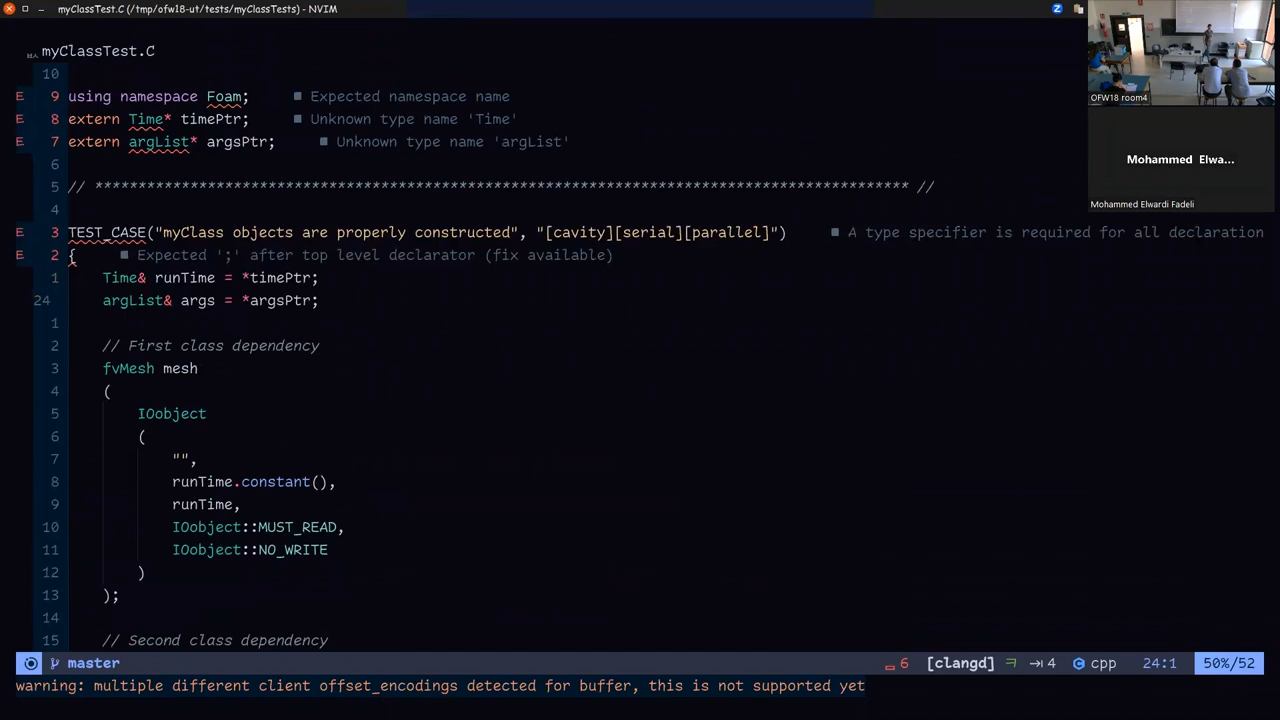 myClassTest.C (/tmp/ofw18-ut/tests/myClassTests) - NVIM
myClassTest.C
10
9 using namespace Foam; ■ Expected namespace name
8 extern Time* timePtr; ■ Unknown type name 'Time'
7 extern argList* argsPtr; ■ Unknown type name 'argList'
6
5 // ********************************************************************************************** //
4
3 TEST_CASE("myClass objects are properly constructed", "[cavity][serial][parallel]") ■ A type specifier is required for all declaration
2 { ■ Expected ';' after top level declarator (fix available)
1 Time& runTime = *timePtr;
24 argList& args = *argsPtr;
1
2 // First class dependency
3 fvMesh mesh
4 (
5 IOobject
6 (
7 "",
8 runTime.constant(),
9 runTime,
10 IOobject::MUST_READ,
11 IOobject::NO_WRITE
12 )
13 );
14
15 // Second class dependency
master 6 [clangd] 4 cpp 24:1 50%/52
warning: multiple different client offset_encodings detected for buffer, this is not supported yet
OFW18 room4
Mohammed Elwa...
Mohammed Elwardi Fadeli